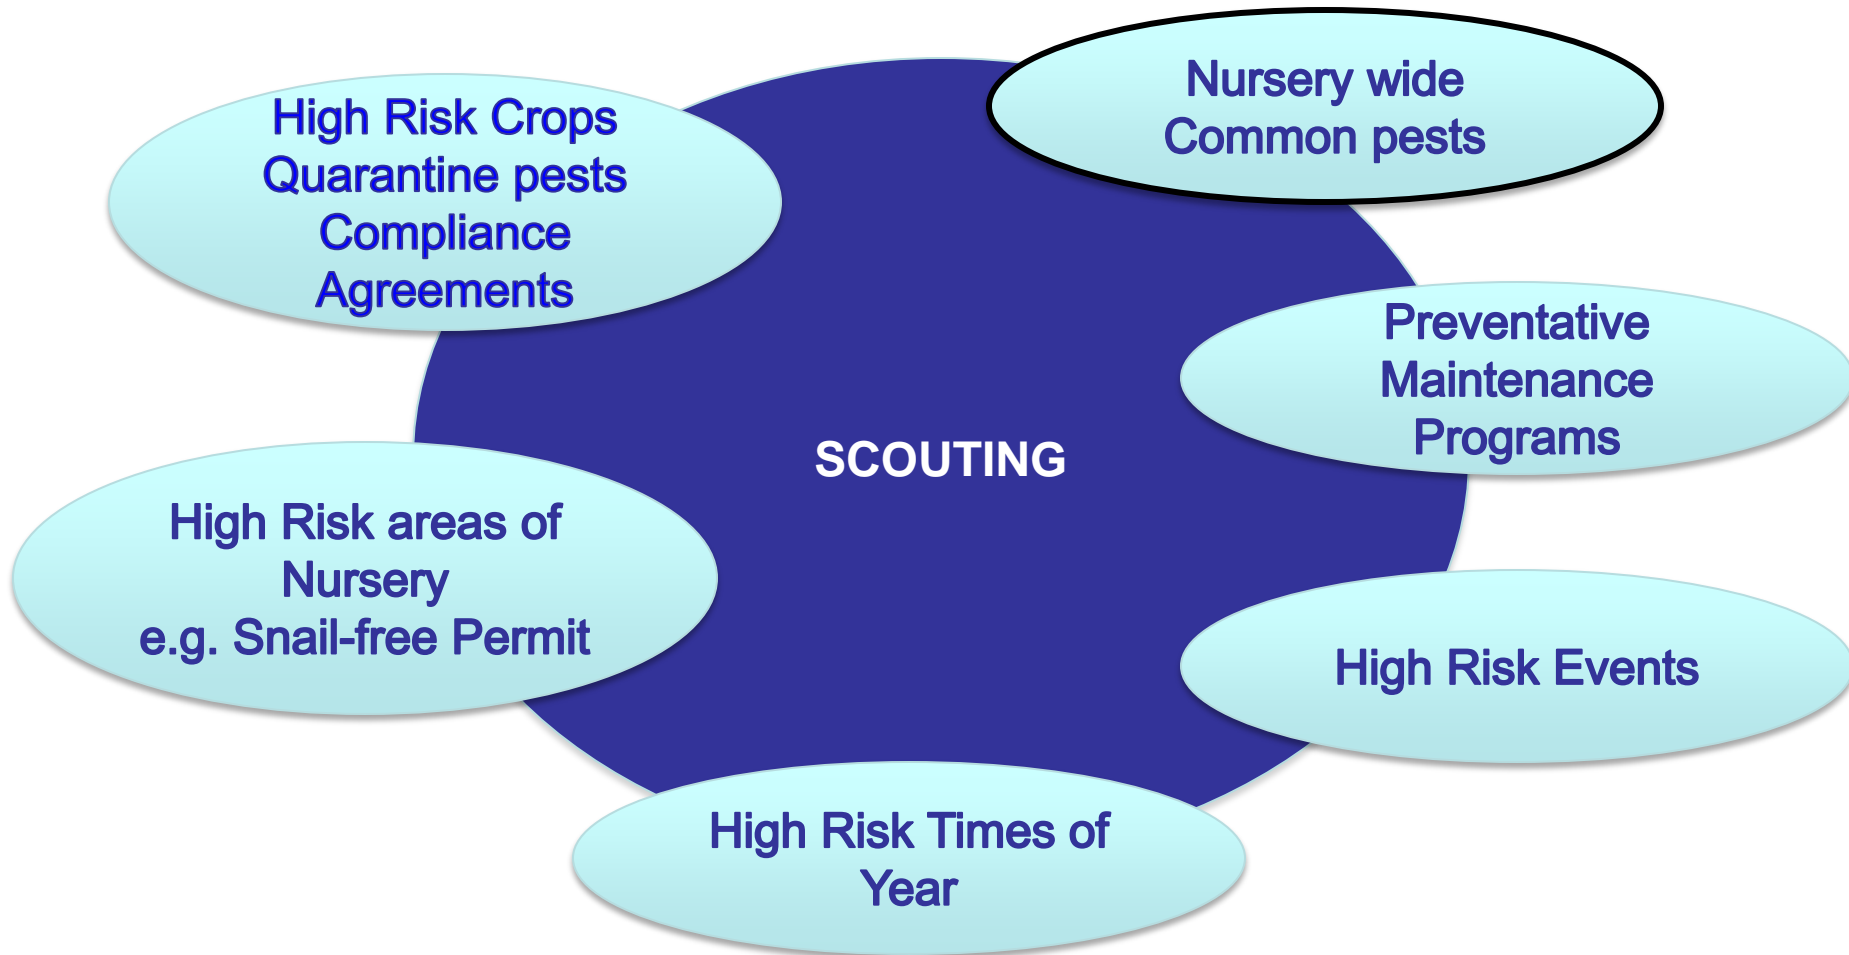 High Risk Crops
Quarantine pests
Compliance
Agreements
Nursery wide
Common pests
Preventative
Maintenance
Programs
SCOUTING
High Risk areas of
Nursery
e.g. Snail-free Permit
High Risk Events
High Risk Times of
Year